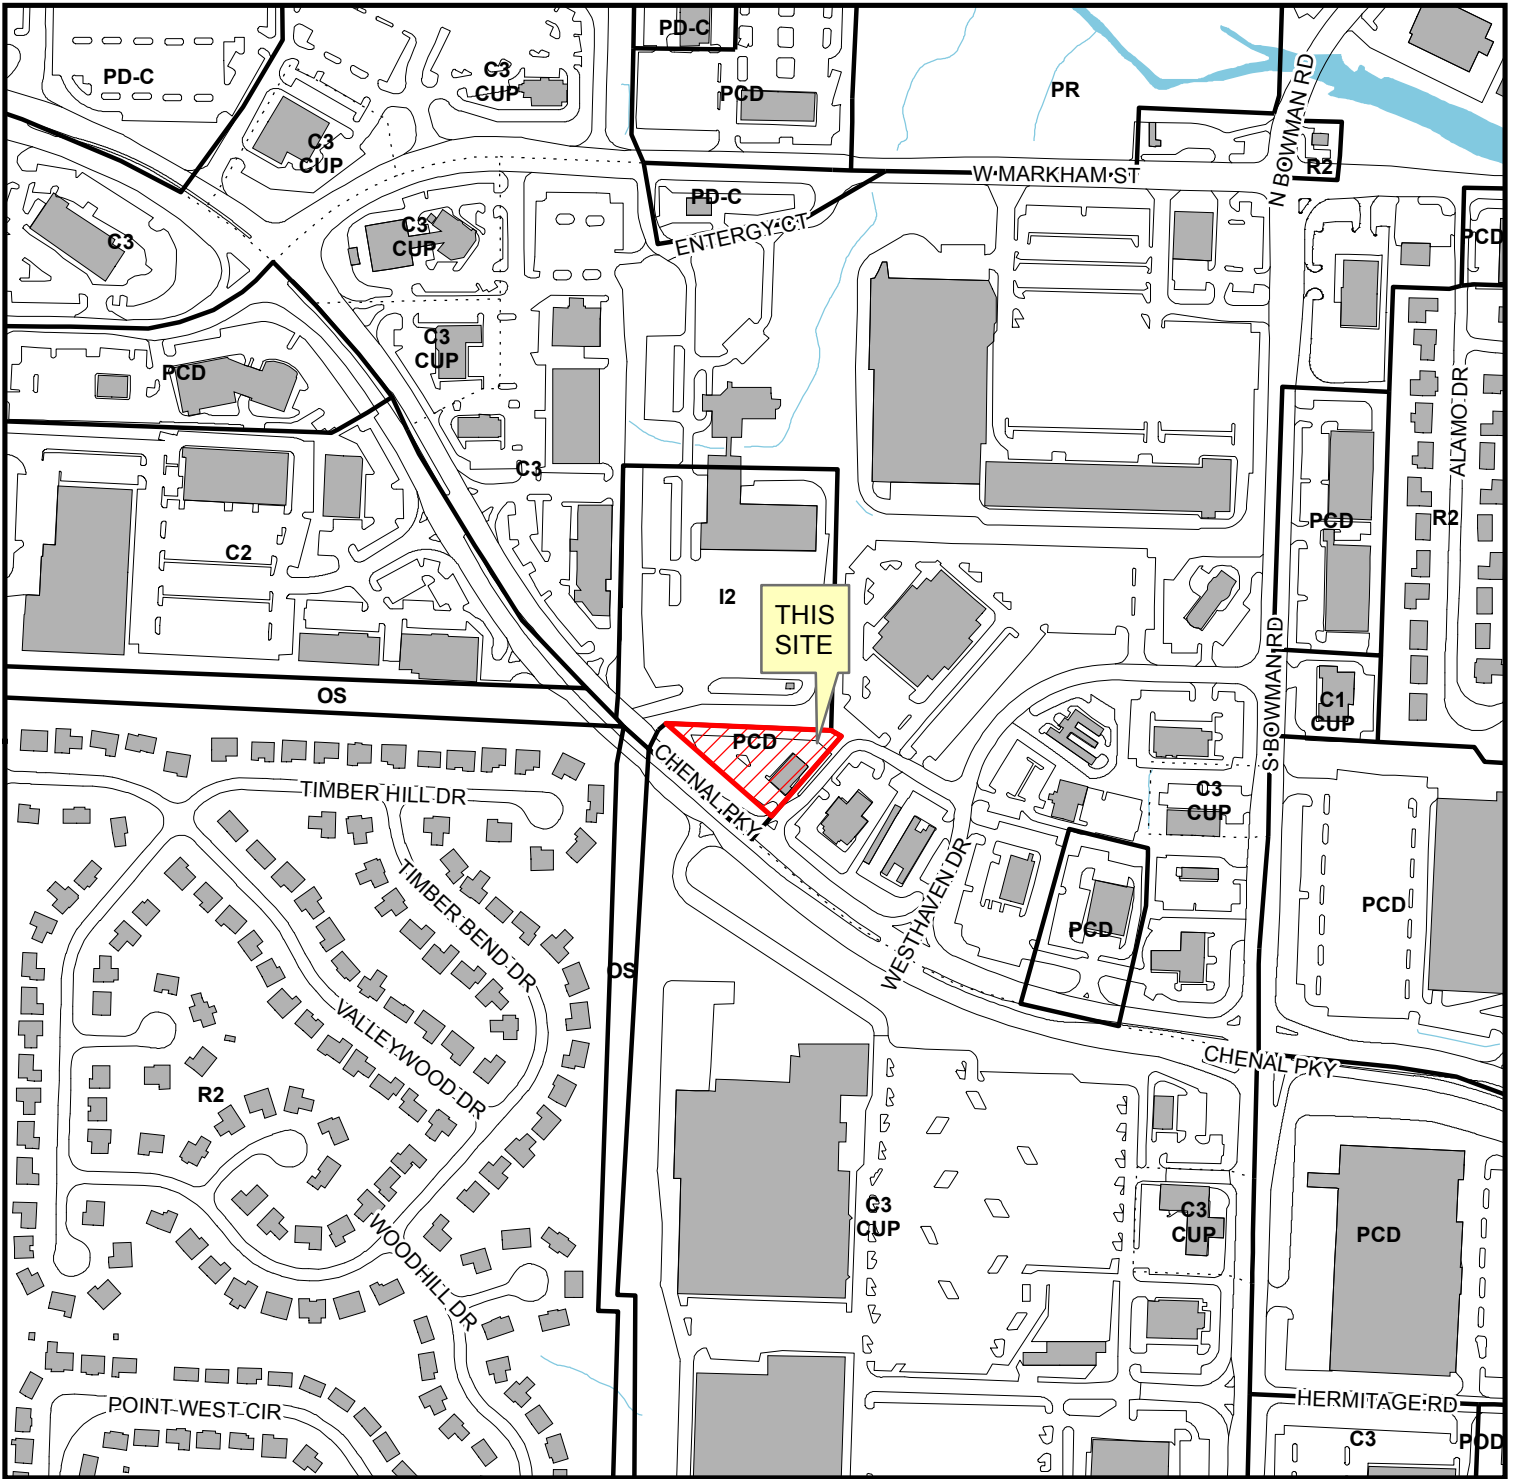 PD-C
C3
CUP
PD-C
PCD
PR
N BOWMAN RD
C3
CUP
W MARKHAM ST
R2
PD-C
C3
C3
CUP
ENTERGY CT
PCD
C3
CUP
PCD
ALAMO DR
C3
C2
PCD
R2
I2
THIS
SITE
S BOWMAN RD
OS
C1
CUP
PCD
CHENAL PKY
TIMBER HILL DR
C3
CUP
TIMBER BEND DR
WESTHAVEN DR
PCD
PCD
OS
VALLEYWOOD DR
CHENAL PKY
R2
C3
CUP
C3
CUP
PCD
WOODHILL DR
POINT WEST CIR
HERMITAGE RD
C3
POD